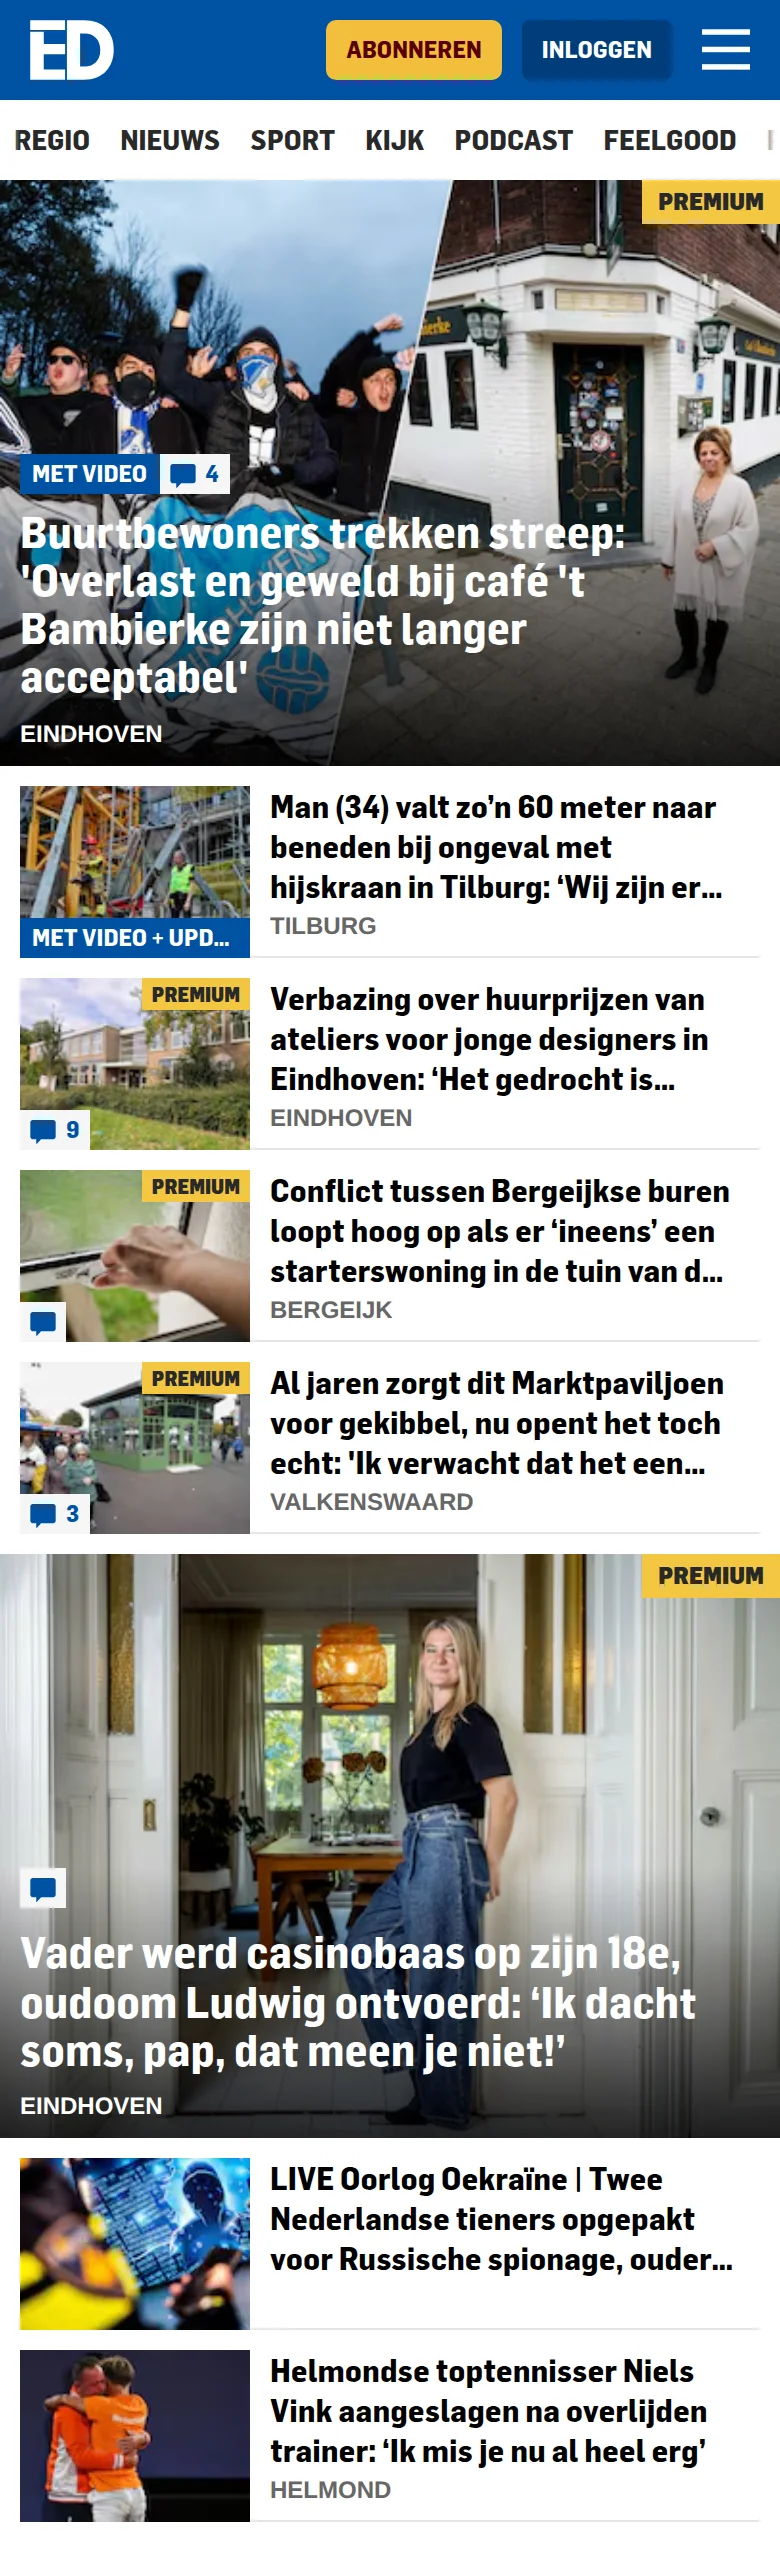 ED
ABONNEREN
INLOGGEN
REGIO NIEUWS SPORT KIJK PODCAST FEELGOOD
PREMIUM
MET VIDEO 4
Buurtbewoners trekken streep:
'Overlast en geweld bij café 't
Bambierke zijn niet langer
acceptabel'
EINDHOVEN
Man (34) valt zo’n 60 meter naar
beneden bij ongeval met
hijskraan in Tilburg: ‘Wij zijn er...
TILBURG
MET VIDEO + UPD...
PREMIUM
9
Verbazing over huurprijzen van
ateliers voor jonge designers in
Eindhoven: ‘Het gedrocht is...
EINDHOVEN
PREMIUM
Conflict tussen Bergeijkse buren
loopt hoog op als er ‘ineens’ een
starterswoning in de tuin van d...
BERGEIJK
PREMIUM
3
Al jaren zorgt dit Marktpaviljoen
voor gekibbel, nu opent het toch
echt: 'Ik verwacht dat het een...
VALKENSWAARD
PREMIUM
Vader werd casinobaas op zijn 18e,
oudoom Ludwig ontvoerd: ‘Ik dacht
soms, pap, dat meen je niet!’
EINDHOVEN
LIVE Oorlog Oekraïne | Twee
Nederlandse tieners opgepakt
voor Russische spionage, ouder...
Helmondse toptennisser Niels
Vink aangeslagen na overlijden
trainer: ‘Ik mis je nu al heel erg’
HELMOND